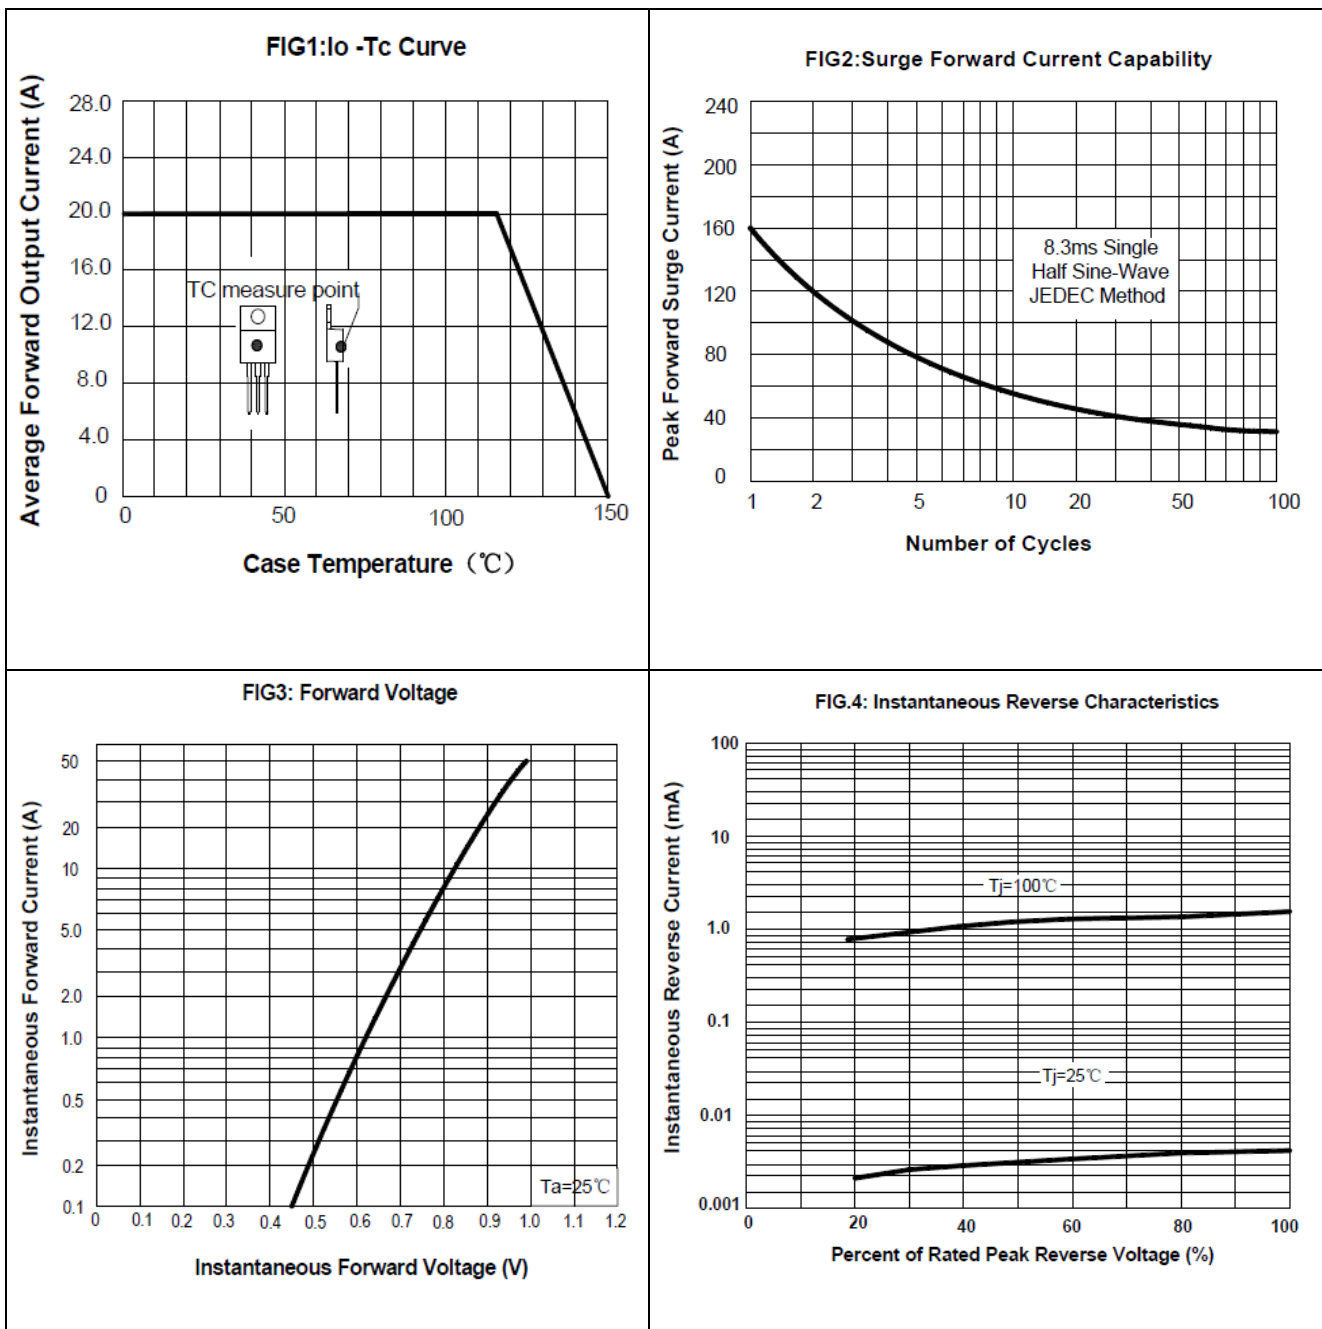 FIG1:Io -Tc Curve
Average Forward Output Current (A)
28.0
24.0
20.0
16.0
12.0
8.0
4.0
0
TC measure point
0 50 100 150
Case Temperature（℃）
FIG2:Surge Forward Current Capability
Peak Forward Surge Current (A)
240
200
160
120
80
40
0
8.3ms Single
Half Sine-Wave
JEDEC Method
1 2 5 10 20 50 100
Number of Cycles
FIG3: Forward Voltage
Instantaneous Forward Current (A)
50
20
10
5.0
2.0
1.0
0.5
0.2
0.1
Ta=25℃
0 0.1 0.2 0.3 0.4 0.5 0.6 0.7 0.8 0.9 1.0 1.1 1.2
Instantaneous Forward Voltage (V)
FIG.4: Instantaneous Reverse Characteristics
Instantaneous Reverse Current (mA)
100
10
1.0
0.1
0.01
0.001
Tj=100℃
Tj=25℃
0 20 40 60 80 100
Percent of Rated Peak Reverse Voltage (%)